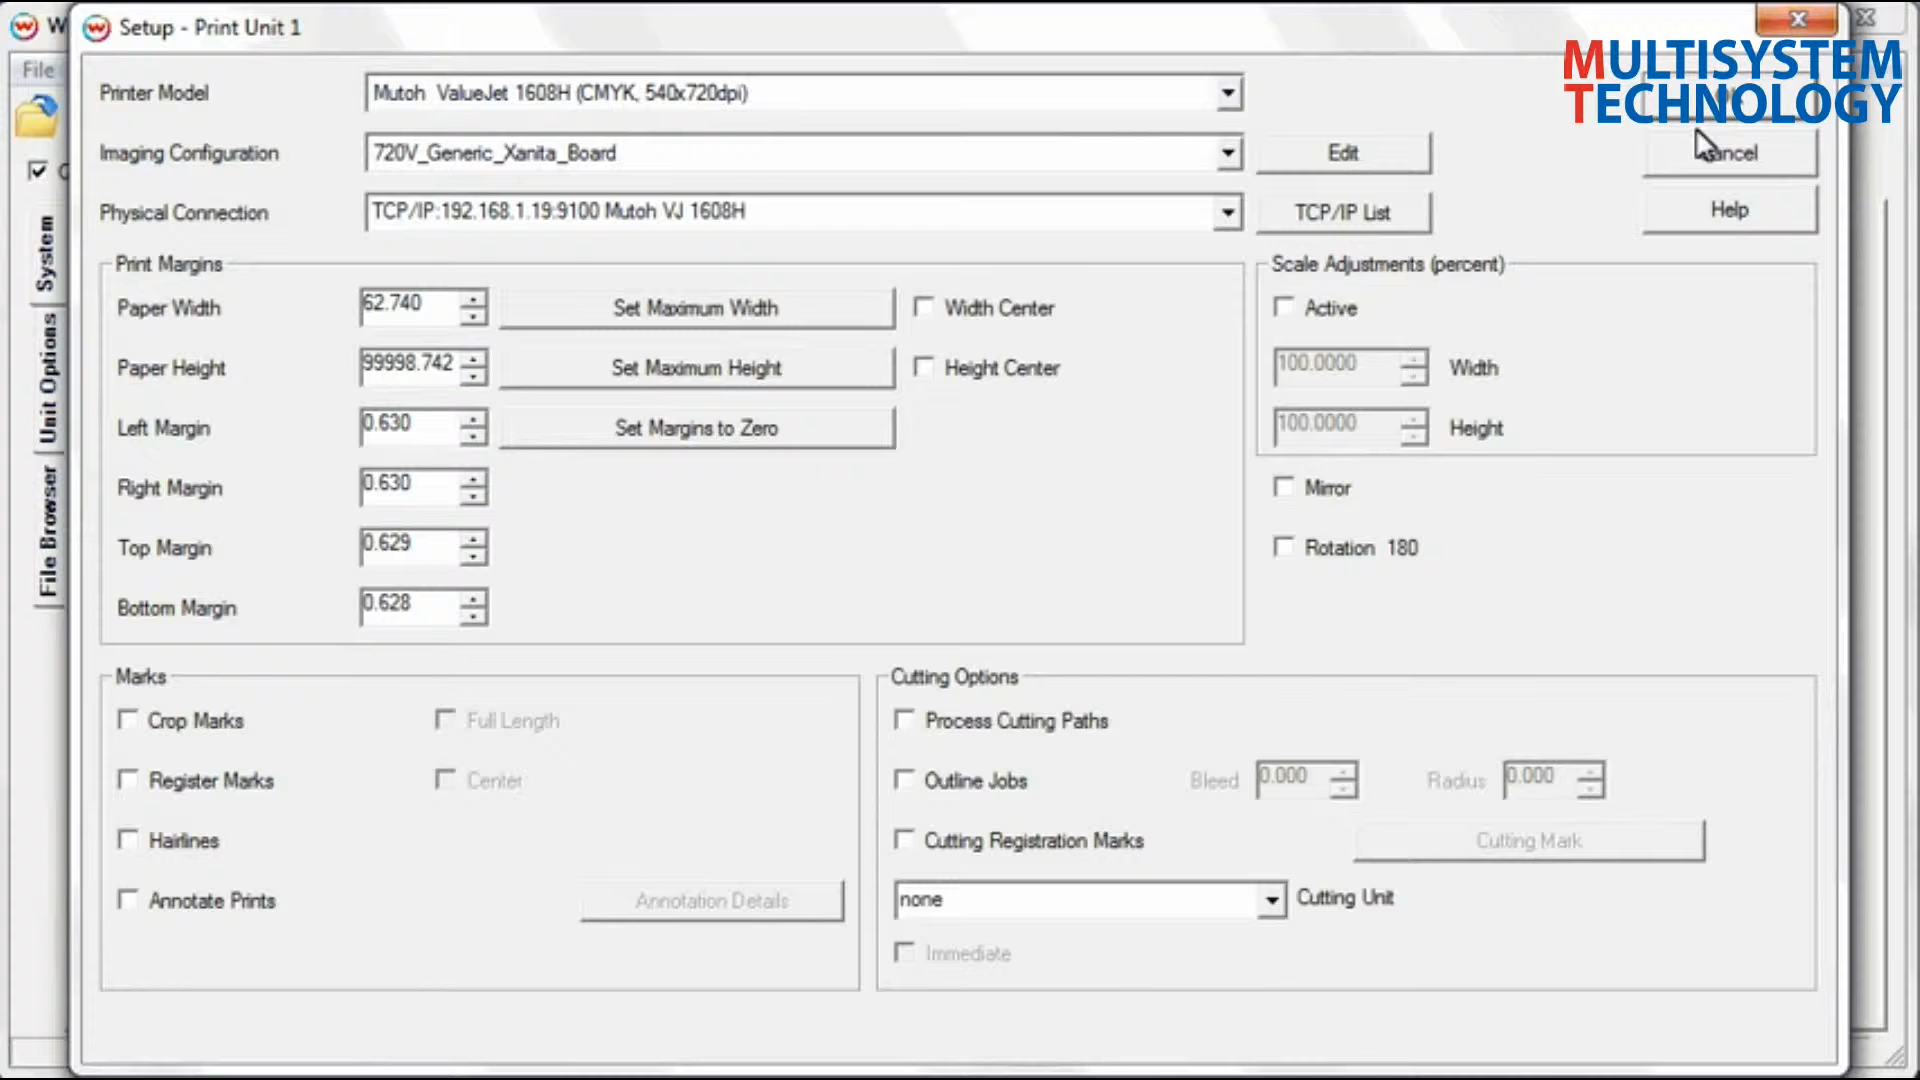 W
Setup - Print Unit 1
MULTISYSTEM
TECHNOLOGY
File
Printer Model
Mutoh ValueJet 1608H (CMYK, 540x720dpi)
Imaging Configuration
720V_Generic_Xanita_Board
Edit
Physical Connection
TCP/IP:192.168.1.19:9100 Mutoh VJ 1608H
TCP/IP List
Help
System
Unit Options
File Browser
Print Margins
Paper Width
62.740
Set Maximum Width
Width Center
Paper Height
99998.742
Set Maximum Height
Height Center
Left Margin
0.630
Set Margins to Zero
Right Margin
0.630
Top Margin
0.629
Bottom Margin
0.628
Scale Adjustments (percent)
Active
100.0000
Width
100.0000
Height
Mirror
Rotation 180
Marks
Crop Marks
Full Length
Register Marks
Center
Hairlines
Annotate Prints
Annotation Details
Cutting Options
Process Cutting Paths
Outline Jobs
Bleed
0.000
Radius
0.000
Cutting Registration Marks
Cutting Mark
none
Cutting Unit
Immediate